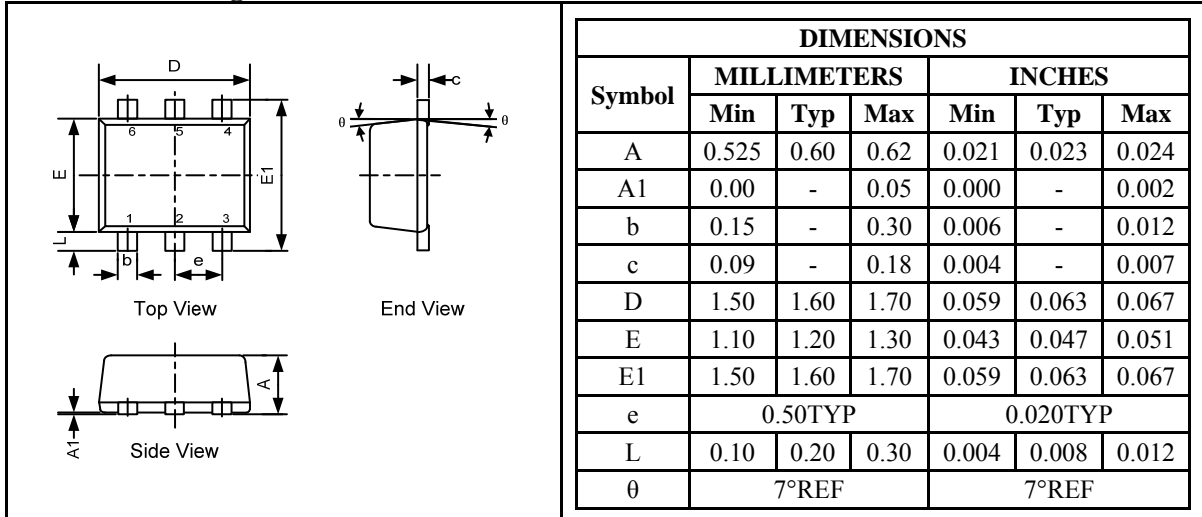 D
c
6 5 4
θ θ
E
E1
1 2 3
L
b e
Top View
End View
A
A1
Side View
DIMENSIONS
Symbol MILLIMETERS INCHES
Min Typ Max Min Typ Max
A 0.525 0.60 0.62 0.021 0.023 0.024
A1 0.00 - 0.05 0.000 - 0.002
b 0.15 - 0.30 0.006 - 0.012
c 0.09 - 0.18 0.004 - 0.007
D 1.50 1.60 1.70 0.059 0.063 0.067
E 1.10 1.20 1.30 0.043 0.047 0.051
E1 1.50 1.60 1.70 0.059 0.063 0.067
e 0.50TYP 0.020TYP
L 0.10 0.20 0.30 0.004 0.008 0.012
θ 7°REF 7°REF